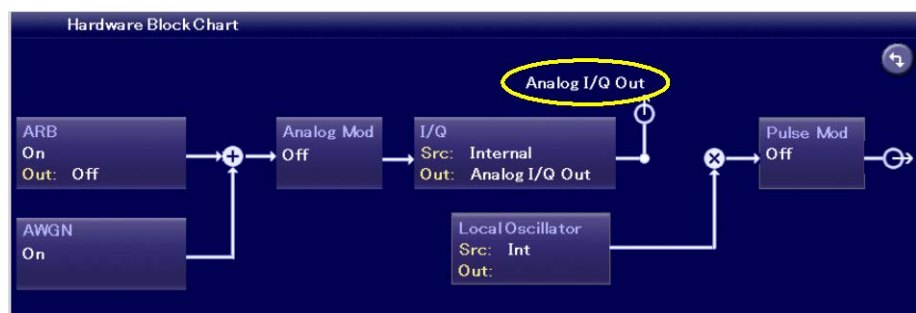 Hardware Block Chart
Analog I/Q Out
ARB
On
Out: Off
Analog Mod
Off
I/Q
Src: Internal
Out: Analog I/Q Out
Pulse Mod
Off
AWGN
On
Local Oscillator
Src: Int
Out: